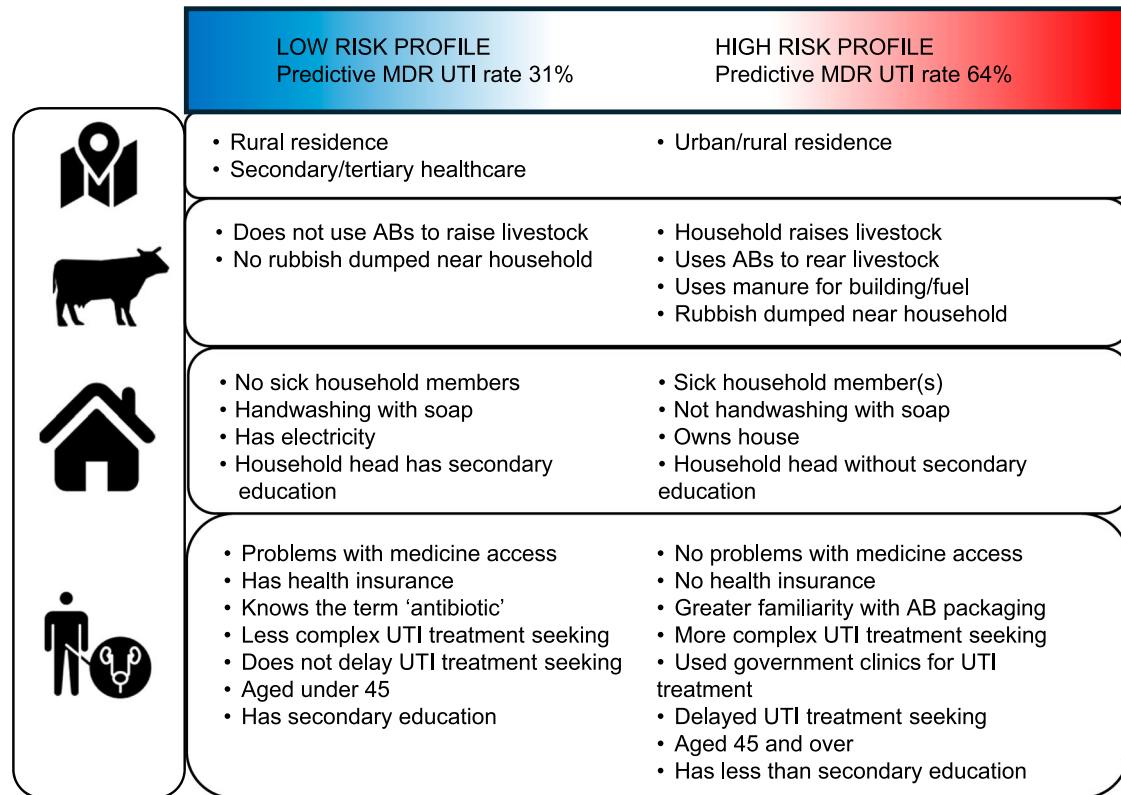 LOW RISK PROFILE
Predictive MDR UTI rate 31%
HIGH RISK PROFILE
Predictive MDR UTI rate 64%
• Rural residence
• Secondary/tertiary healthcare
• Urban/rural residence
• Does not use ABs to raise livestock
• No rubbish dumped near household
• Household raises livestock
• Uses ABs to rear livestock
• Uses manure for building/fuel
• Rubbish dumped near household
• No sick household members
• Handwashing with soap
• Has electricity
• Household head has secondary
education
• Sick household member(s)
• Not handwashing with soap
• Owns house
• Household head without secondary
education
• Problems with medicine access
• Has health insurance
• Knows the term ‘antibiotic’
• Less complex UTI treatment seeking
• Does not delay UTI treatment seeking
• Aged under 45
• Has secondary education
• No problems with medicine access
• No health insurance
• Greater familiarity with AB packaging
• More complex UTI treatment seeking
• Used government clinics for UTI
treatment
• Delayed UTI treatment seeking
• Aged 45 and over
• Has less than secondary education